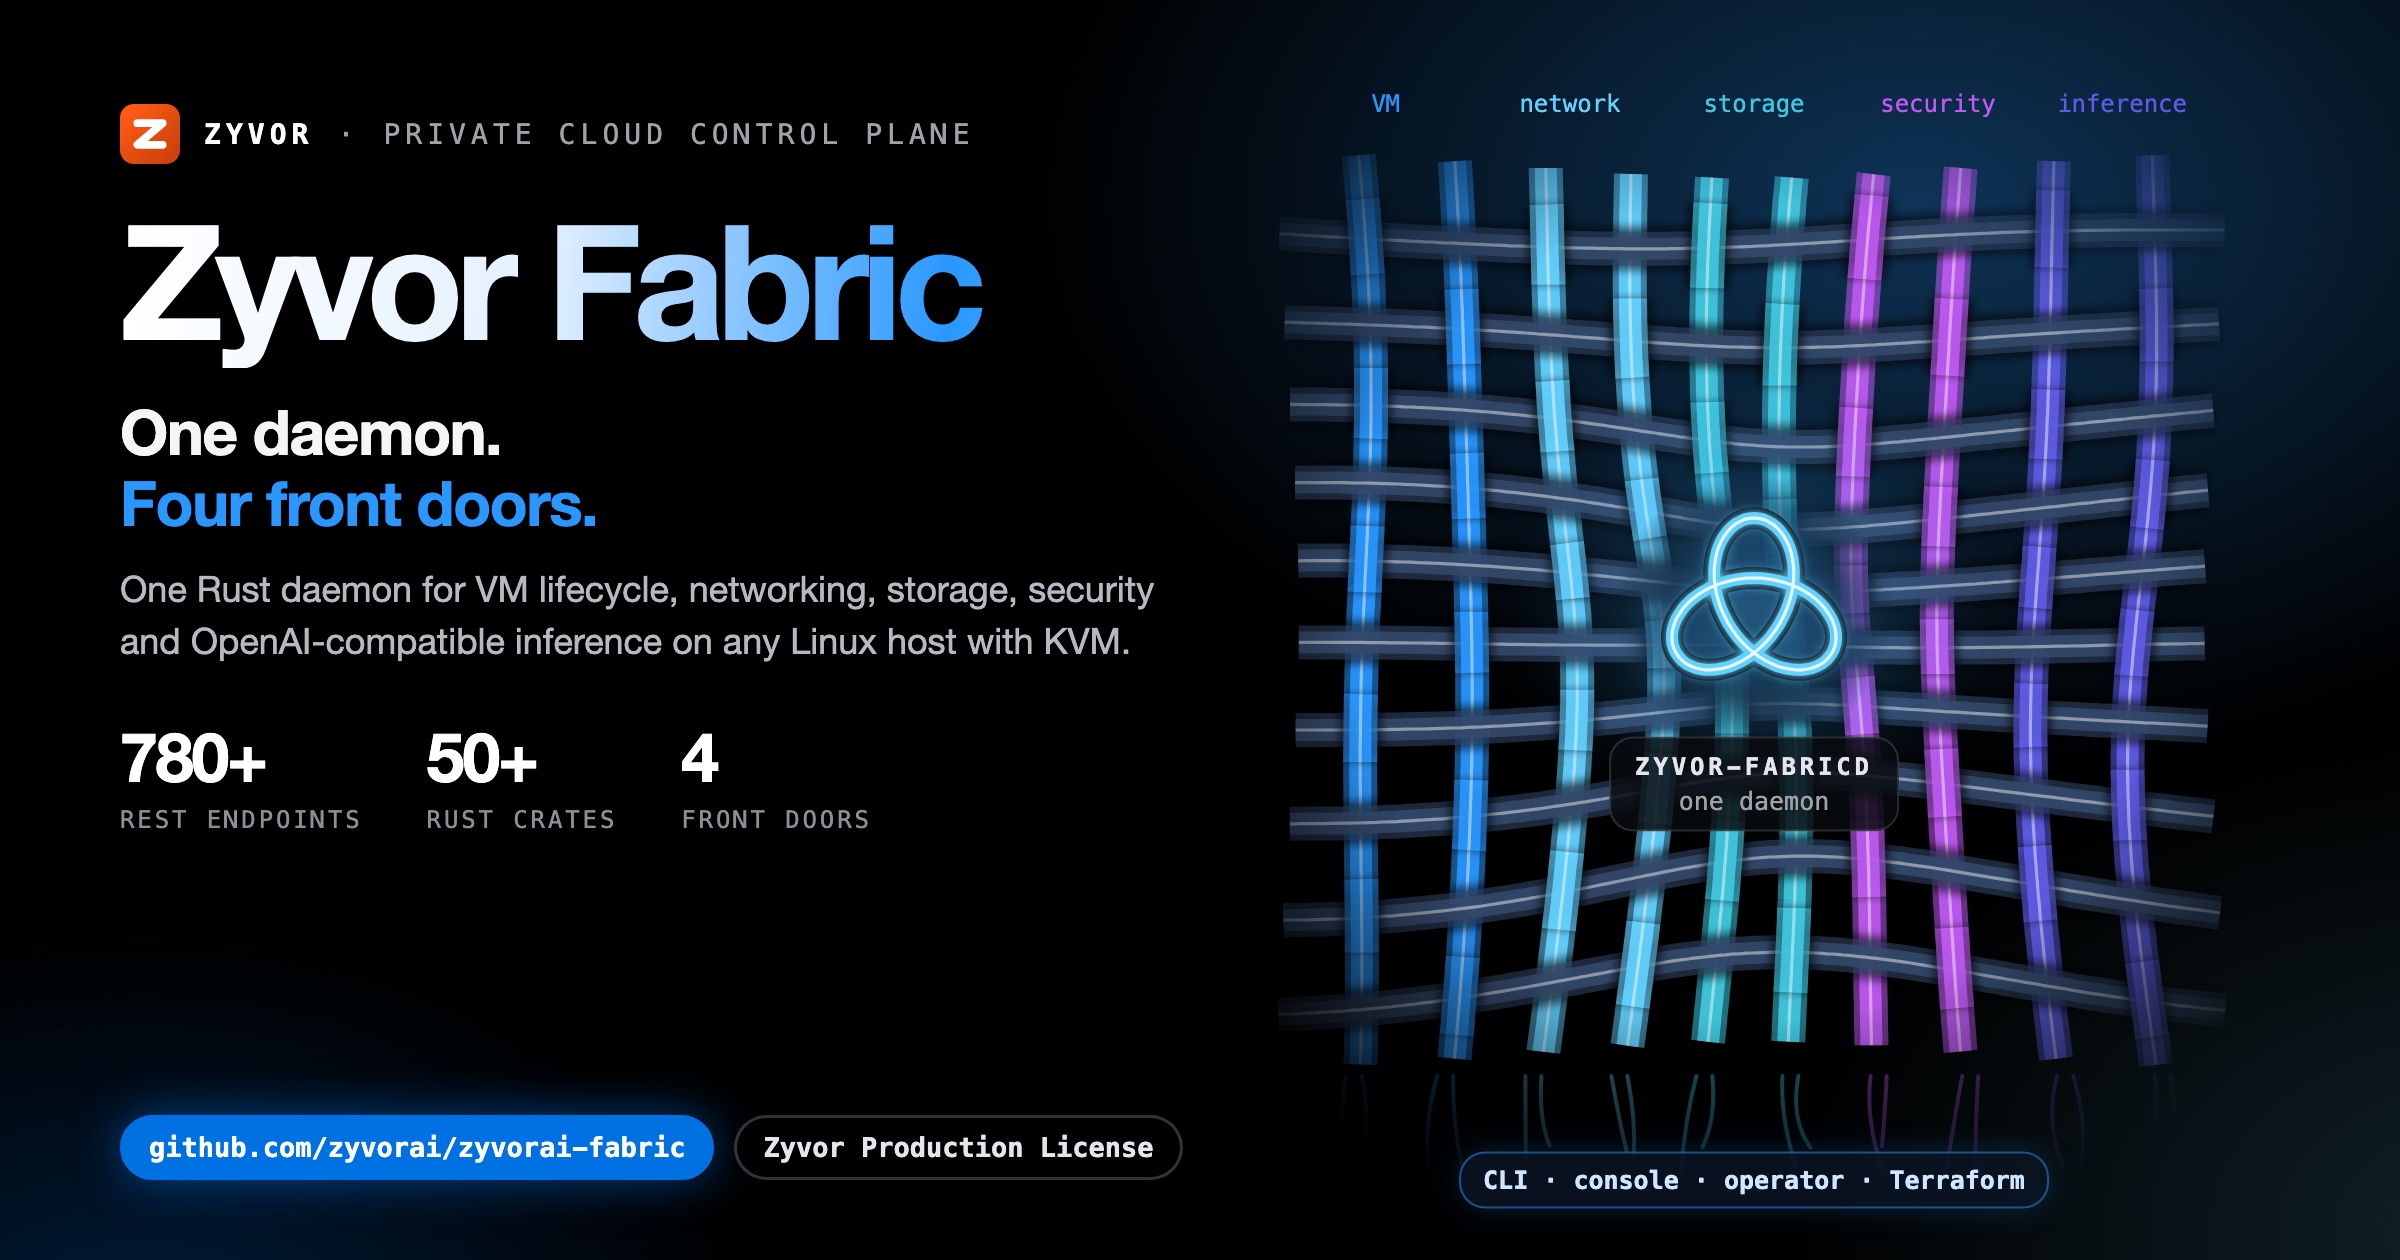 ZYVOR · PRIVATE CLOUD CONTROL PLANE
Zyvor Fabric
One daemon.
Four front doors.
One Rust daemon for VM lifecycle, networking, storage, security
and OpenAI-compatible inference on any Linux host with KVM.
780+ 50+ 4
REST ENDPOINTS RUST CRATES FRONT DOORS
github.com/zyvorai/zyvorai-fabric Zyvor Production License
VM network storage security inference
ZYVOR-FABRICD
one daemon
CLI · console · operator · Terraform